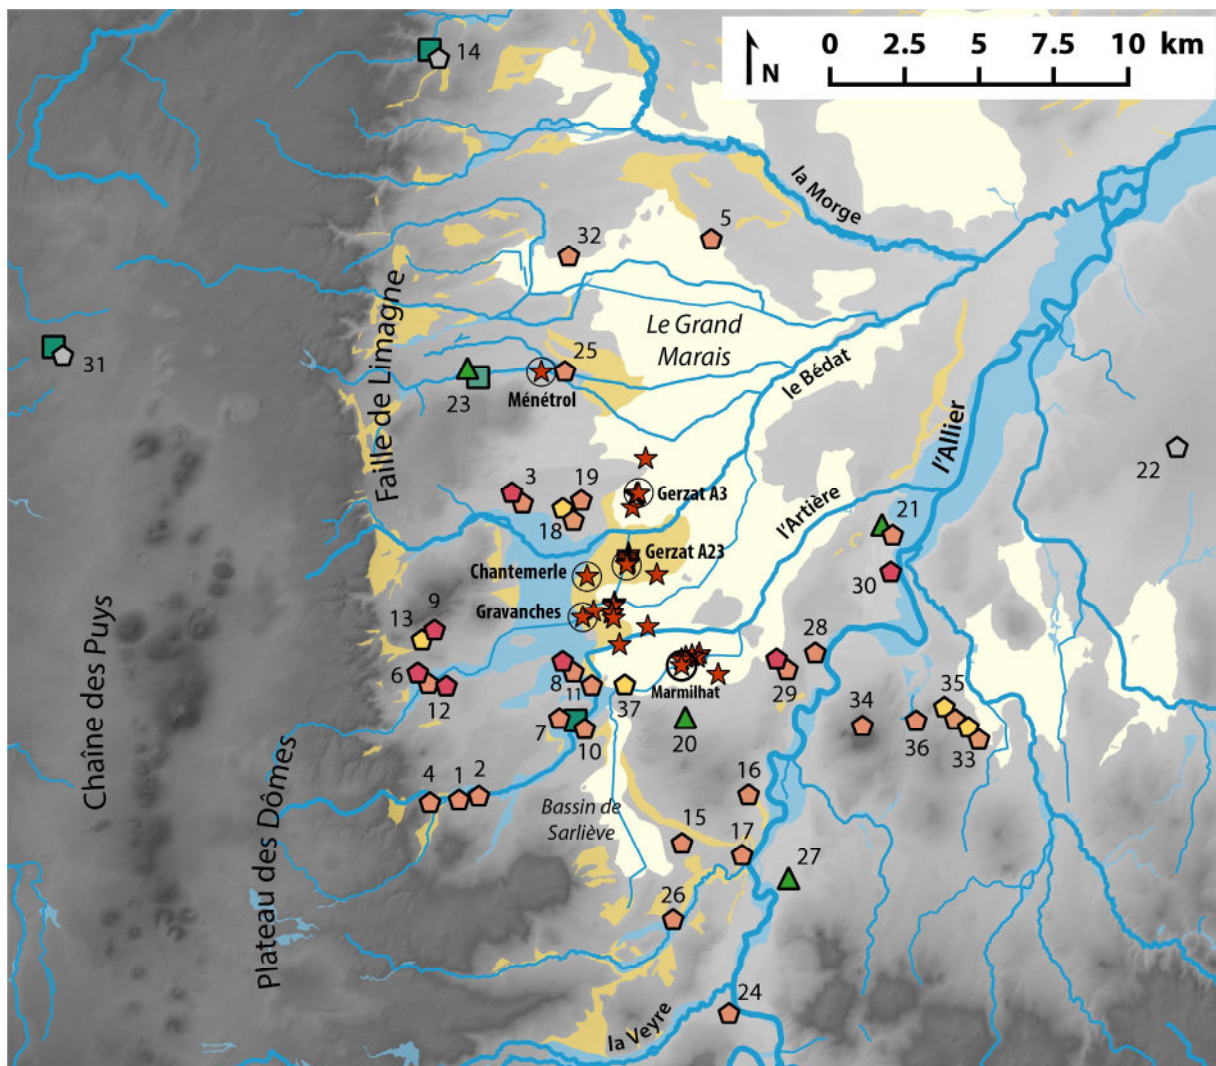 0 2.5 5 7.5 10 km
N
14
la Morge
5
32
Faille de Limagne
Le Grand
Marais
31
25
le Bédat
23
Ménétrol
l'Allier
22
3
19
Gerzat A3
18
l'Artière
21
Gerzat A23
Chantemerle
30
Gravanches
13
9
28
6
8
11
12
37
Marmilhat
29
34
35
36
33
7
10
20
Chaîne des Puys
Plateau des Dômes
4
1
2
16
Bassin de
Sarliève
15
17
27
26
24
la Veyre